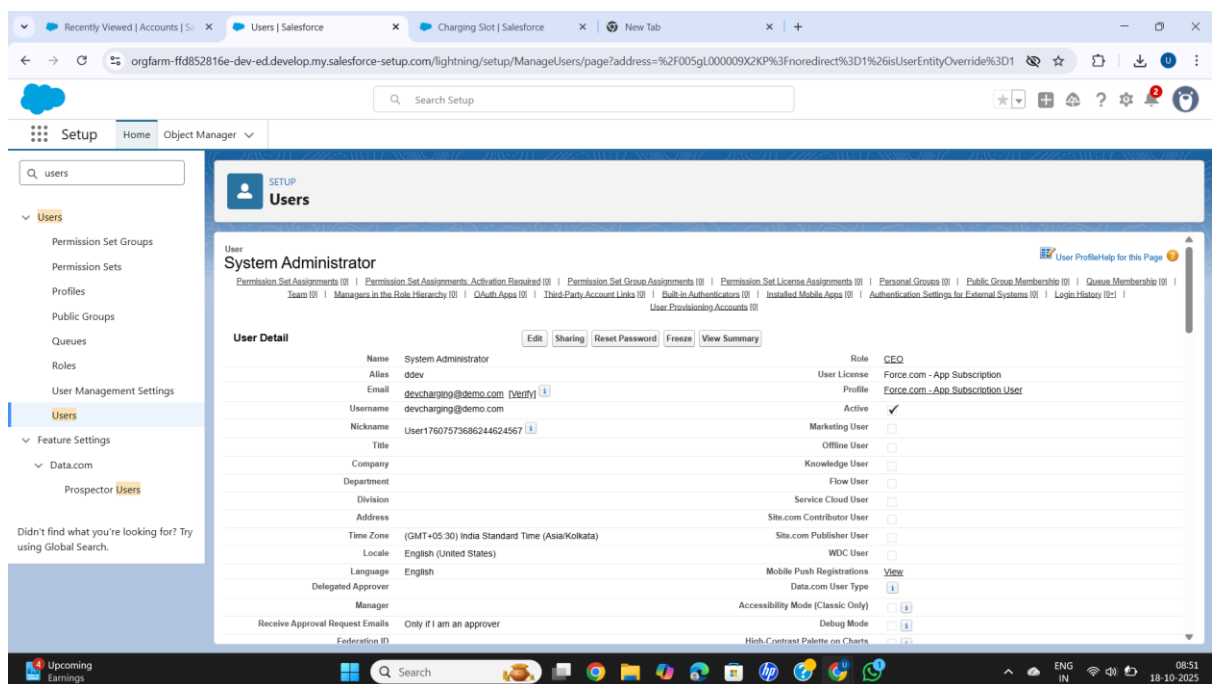 Recently Viewed | Accounts | Sa
Users | Salesforce
Charging Slot | Salesforce
New Tab
orgfarm-ffd852816e-dev-ed.develop.my.salesforce-setup.com/lightning/setup/ManageUsers/page?address=%2F005gL000009X2KP%3Fnoredirect%3D1%26isUserEntityOverride%3D1
U
Search Setup
2
Setup
Home
Object Manager
users
Users
Permission Set Groups
Permission Sets
Profiles
Public Groups
Queues
Roles
User Management Settings
Users
Feature Settings
Data.com
Prospector Users
Didn't find what you're looking for? Try
using Global Search.
SETUP
Users
User
System Administrator
User Profile
Help for this Page
Permission Set Assignments [0] | Permission Set Assignments: Activation Required [0] | Permission Set Group Assignments [0] | Permission Set License Assignments [0] | Personal Groups [0] | Public Group Membership [0] | Queue Membership [0] |
Team [0] | Managers in the Role Hierarchy [0] | OAuth Apps [0] | Third-Party Account Links [0] | Built-in Authenticators [0] | Installed Mobile Apps [0] | Authentication Settings for External Systems [0] | Login History [0+] |
User Provisioning Accounts [0]
User Detail
Edit Sharing Reset Password Freeze View Summary
Name System Administrator Role CEO
Alias ddev User License Force.com - App Subscription
Email devcharging@demo.com [Verify] i Profile Force.com - App Subscription User
Username devcharging@demo.com Active ✓
Nickname User17607573686244624567 i Marketing User
Title Offline User
Company Knowledge User
Department Flow User
Division Service Cloud User
Address Site.com Contributor User
Time Zone (GMT+05:30) India Standard Time (Asia/Kolkata) Site.com Publisher User
Locale English (United States) WDC User
Language English Mobile Push Registrations View
Delegated Approver Data.com User Type i
Manager Accessibility Mode (Classic Only) i
Receive Approval Request Emails Only if I am an approver Debug Mode i
Federation ID High-Contrast Palette on Charts
4
Upcoming
Earnings
Search
hp
ENG
IN
08:51
18-10-2025